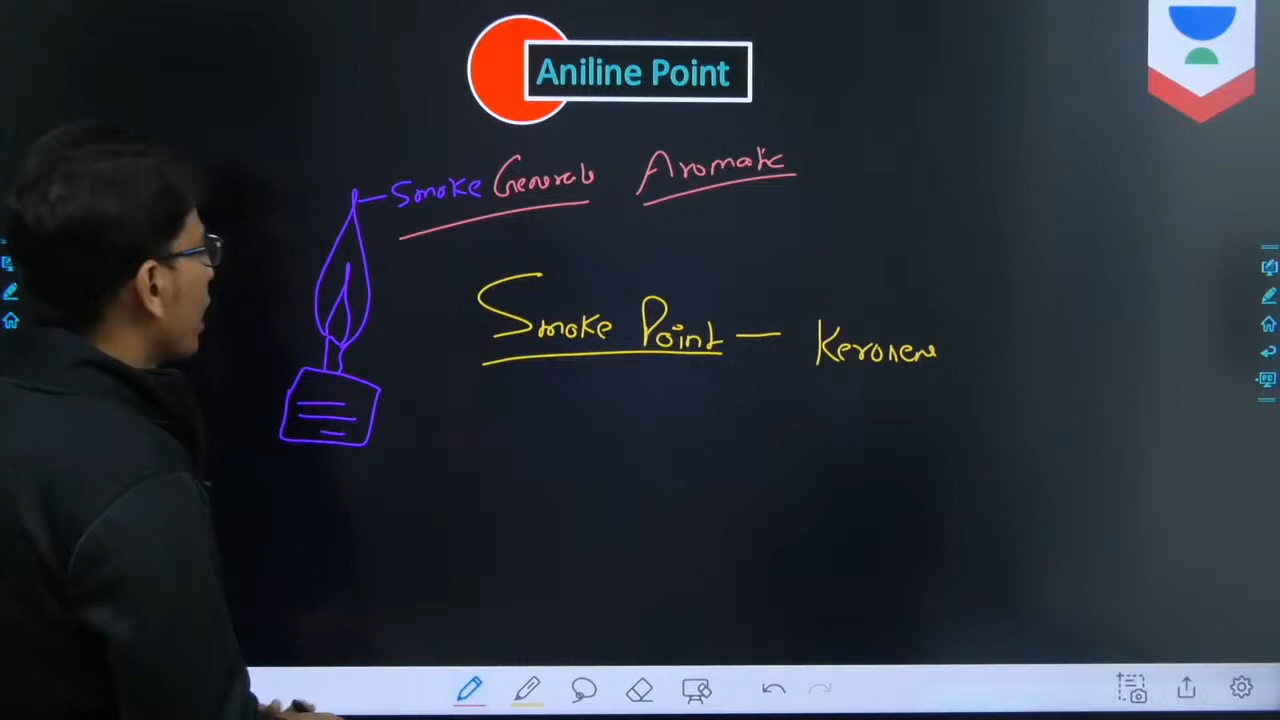 Aniline Point
Smoke Generate Aromatic
Smoke Point — Kerosene